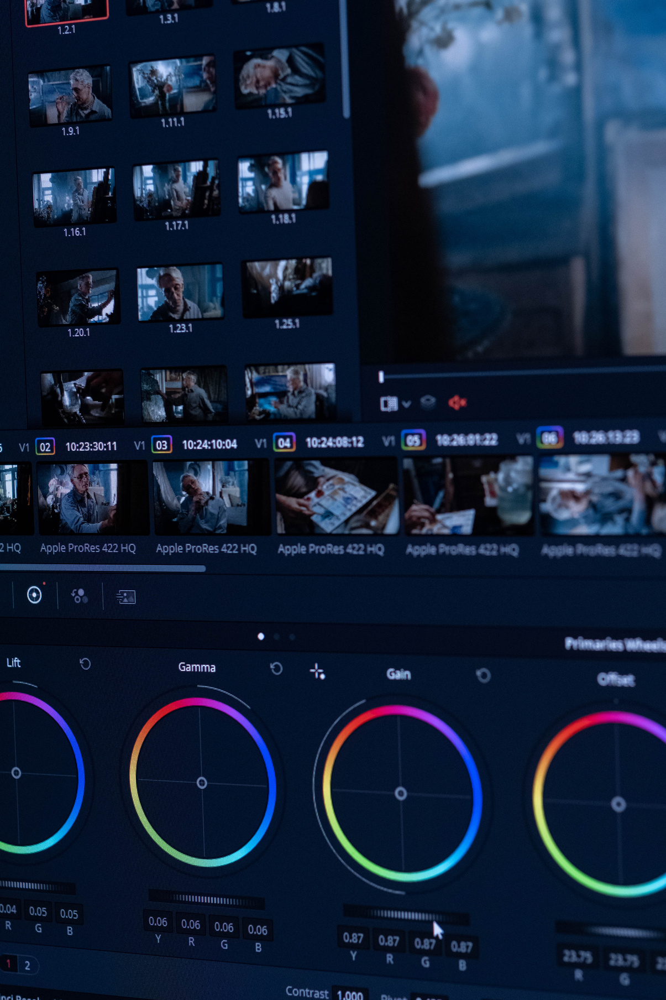 1.2.1
1.3.1
1.8.1
1.9.1
1.11.1
1.15.1
1.16.1
1.17.1
1.18.1
1.20.1
1.23.1
1.25.1
V1 02 10:23:30:11 V1 03 10:24:10:04 V1 04 10:24:08:12 V1 05 10:26:01:22 V1 06 10:26:13:23
2 HQ Apple ProRes 422 HQ Apple ProRes 422 HQ Apple ProRes 422 HQ Apple ProRes 422 HQ Apple ProRes 422 HQ
Primaries Wheels
Lift Gamma Gain Offset
0.04 0.05 0.05 0.06 0.06 0.06 0.06 0.87 0.87 0.87 0.87 23.75 23.75
R G B Y R G B Y R G B R G
1 2
Contrast 1.000 Pivot